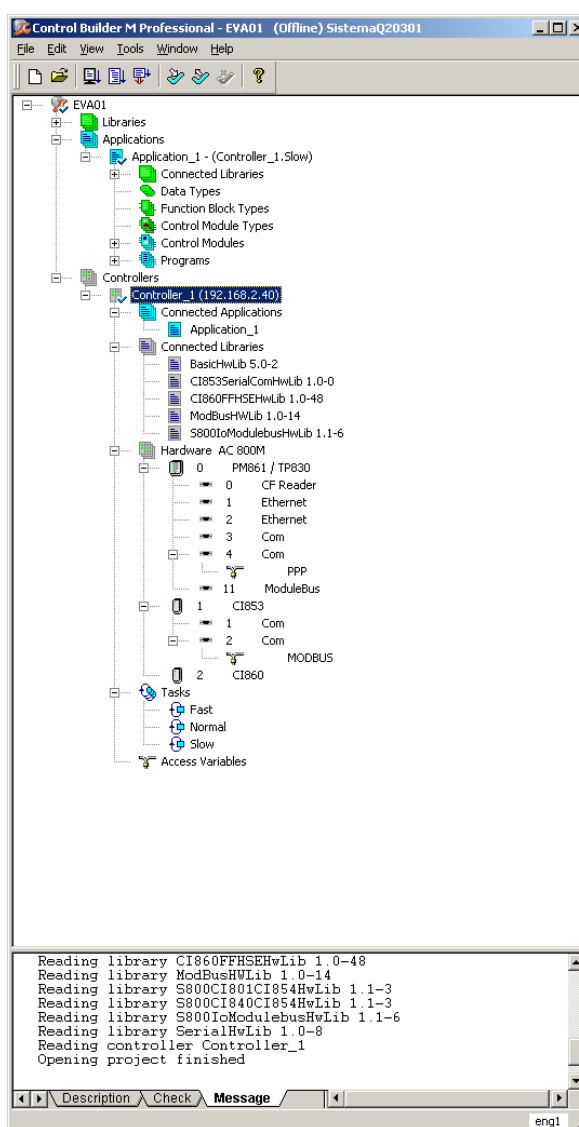 Control Builder M Professional - EVA01 (Offline) SistemaQ20301
File Edit View Tools Window Help
EVA01
Libraries
Applications
Application_1 - (Controller_1.Slow)
Connected Libraries
Data Types
Function Block Types
Control Module Types
Control Modules
Programs
Controllers
Controller_1 (192.168.2.40)
Connected Applications
Application_1
Connected Libraries
BasicHwLib 5.0-2
CI853SerialComHwLib 1.0-0
CI860FFHSEHwLib 1.0-48
ModBusHWLib 1.0-14
S800IoModulebusHwLib 1.1-6
Hardware AC 800M
0 PM861 / TP830
0 CF Reader
1 Ethernet
2 Ethernet
3 Com
4 Com
PPP
11 ModuleBus
1 CI853
1 Com
2 Com
MODBUS
2 CI860
Tasks
Fast
Normal
Slow
Access Variables
Reading library CI860FFHSEHwLib 1.0-48
Reading library ModBusHWLib 1.0-14
Reading library S800CI801CI854HwLib 1.1-3
Reading library S800CI840CI854HwLib 1.1-3
Reading library S800IoModulebusHwLib 1.1-6
Reading library SerialHwLib 1.0-8
Reading controller Controller_1
Opening project finished
Description Check Message
eng1